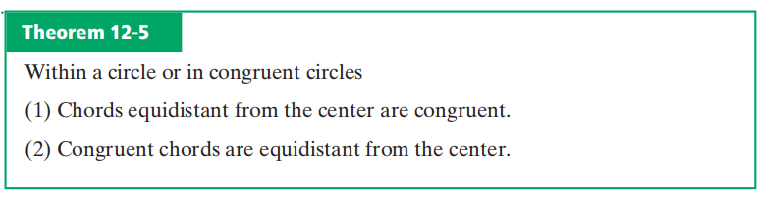 Theorem 12-5
Within a circle or in congruent circles
(1) Chords equidistant from the center are congruent.
(2) Congruent chords are equidistant from the center.